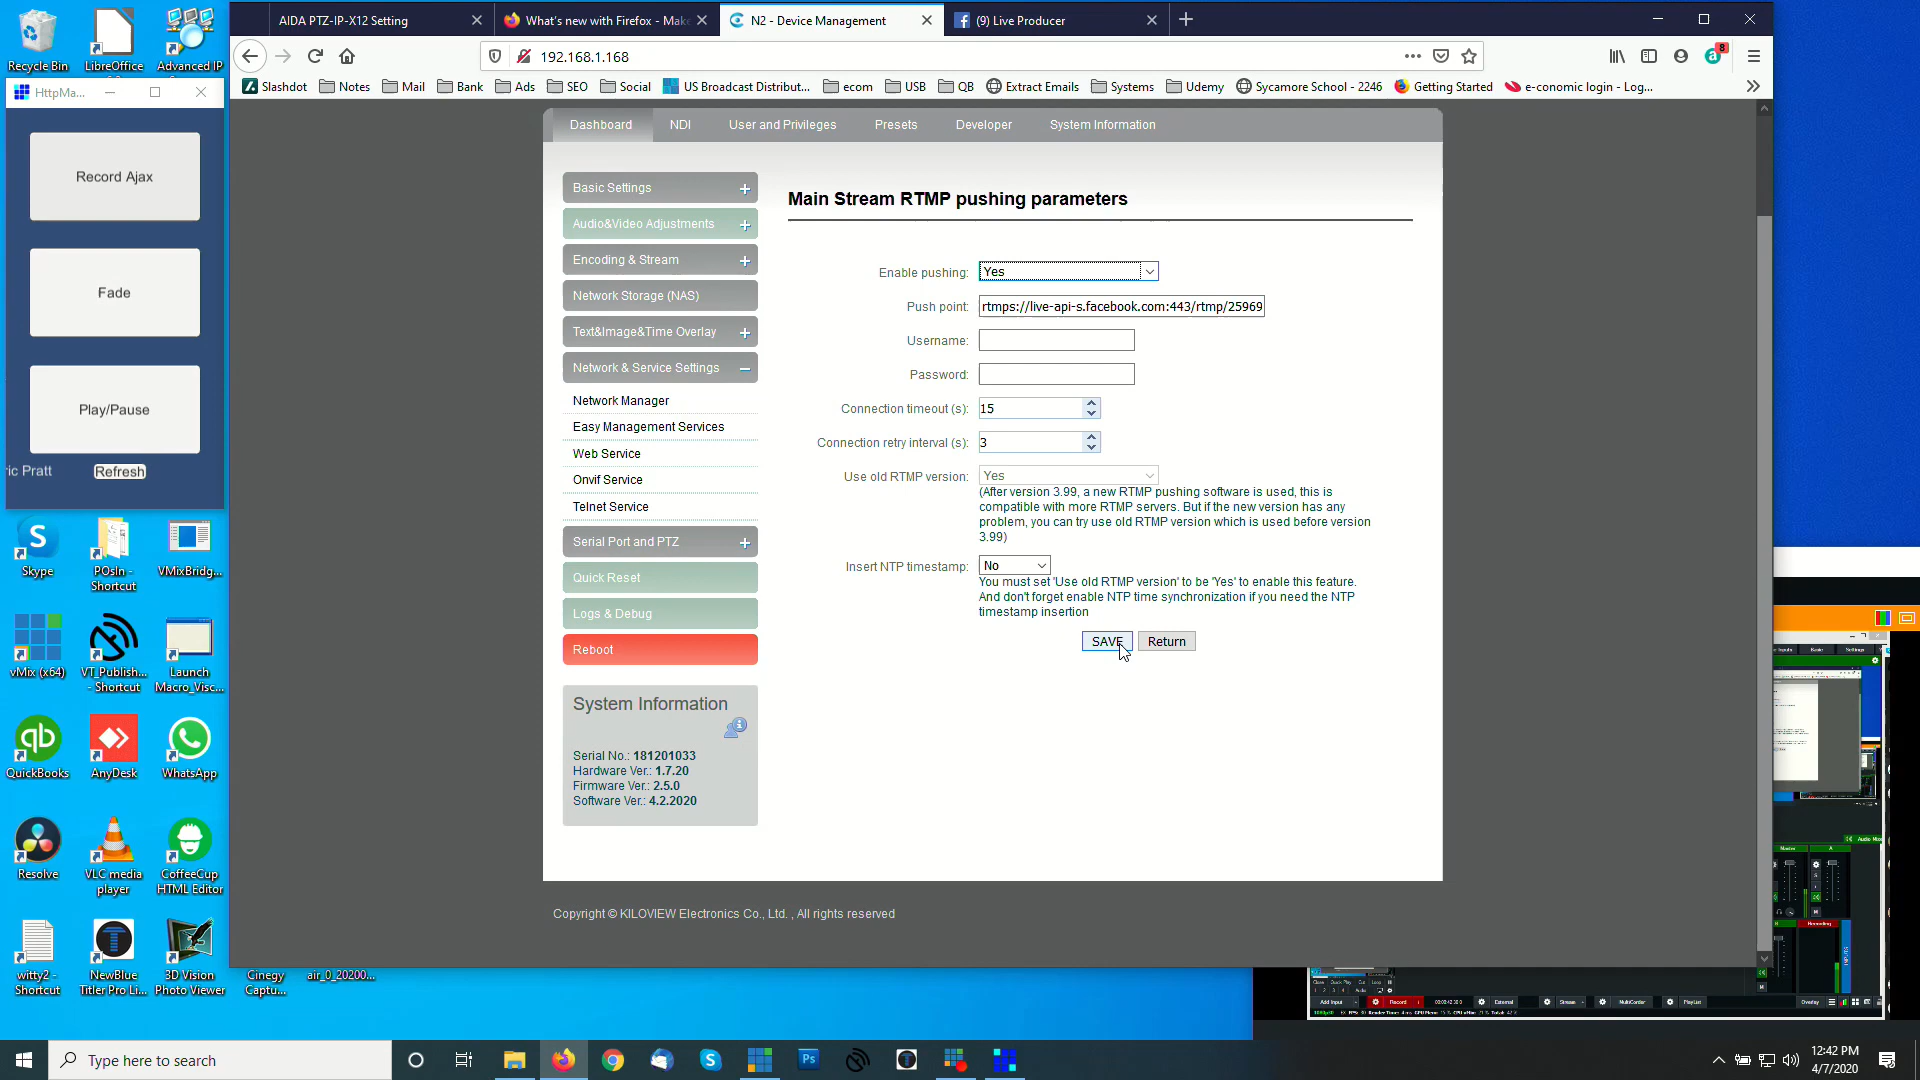 Recycle Bin
LibreOffice
Advanced IP
AIDA PTZ-IP-X12 Setting
What's new with Firefox - Make
N2 - Device Management
(9) Live Producer
192.168.1.168
8
Slashdot
Notes
Mail
Bank
Ads
SEO
Social
US Broadcast Distribut...
ecom
USB
QB
Extract Emails
Systems
Udemy
Sycamore School - 2246
Getting Started
e-conomic login - Log...
HttpMa...
Record Ajax
Fade
Play/Pause
ric Pratt
Refresh
Dashboard
NDI
User and Privileges
Presets
Developer
System Information
Basic Settings
Audio&Video Adjustments
Encoding & Stream
Network Storage (NAS)
Text&Image&Time Overlay
Network & Service Settings
Network Manager
Easy Management Services
Web Service
Onvif Service
Telnet Service
Serial Port and PTZ
Quick Reset
Logs & Debug
Reboot
System Information
Serial No.: 181201033
Hardware Ver.: 1.7.20
Firmware Ver.: 2.5.0
Software Ver.: 4.2.2020
Main Stream RTMP pushing parameters
Enable pushing: Yes
Push point: rtmps://live-api-s.facebook.com:443/rtmp/25969
Username:
Password:
Connection timeout (s): 15
Connection retry interval (s): 3
Use old RTMP version: Yes
(After version 3.99, a new RTMP pushing software is used, this is
compatible with more RTMP servers. But if the new version has any
problem, you can try use old RTMP version which is used before version
3.99)
Insert NTP timestamp: No
You must set 'Use old RTMP version' to be 'Yes' to enable this feature.
And don't forget enable NTP time synchronization if you need the NTP
timestamp insertion
SAVE
Return
Copyright © KILOVIEW Electronics Co., Ltd. , All rights reserved
Skype
POsIn -
Shortcut
VMixBridg...
vMix (x64)
VT_Publish...
- Shortcut
Launch
Macro_Visc...
QuickBooks
AnyDesk
WhatsApp
Resolve
VLC media
player
CoffeeCup
HTML Editor
witty2 -
Shortcut
NewBlue
Titler Pro Li...
3D Vision
Photo Viewer
Cinegy
Captu...
air_0_20200...
Basic
Settings
Master
A
Recording
Add Input
Record
External
Stream
MultiCorder
PlayList
Overlay
Type here to search
12:42 PM
4/7/2020